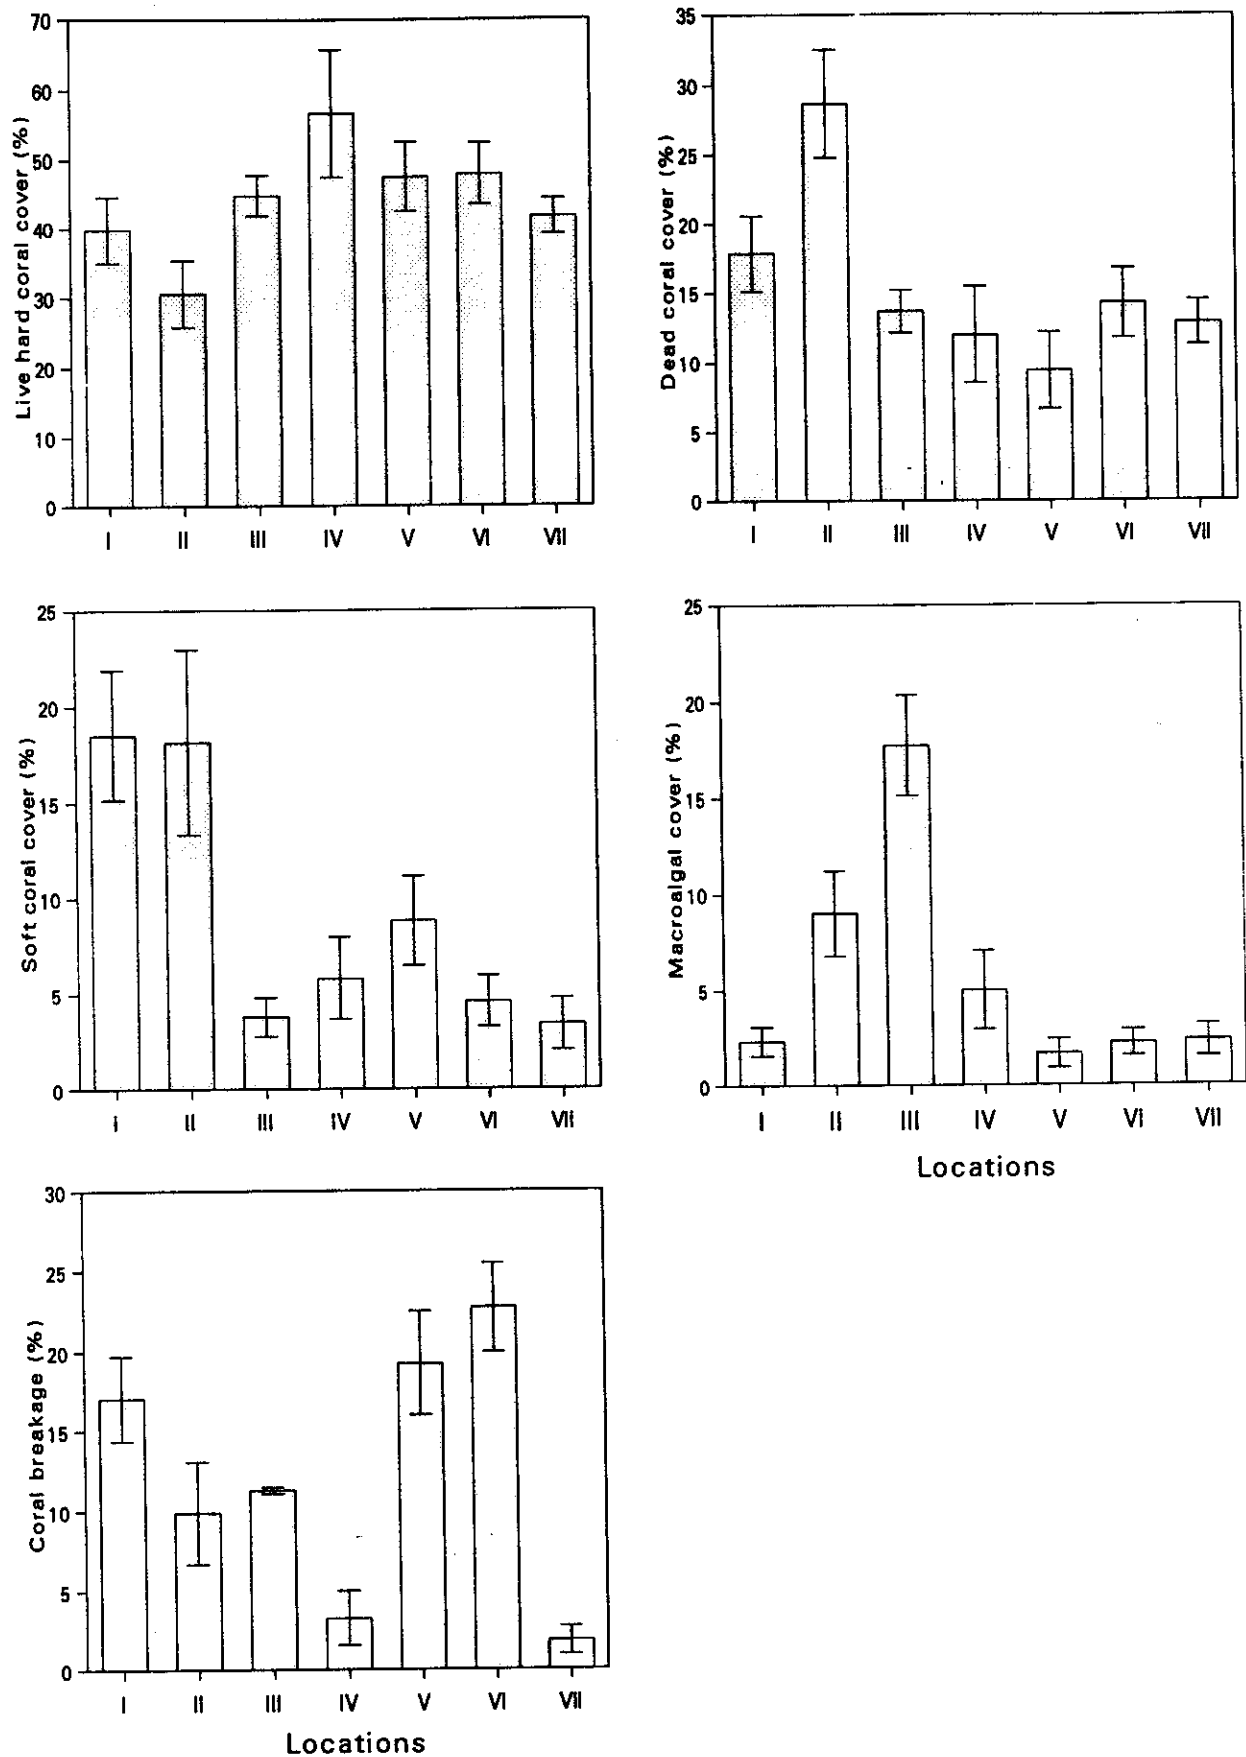 Live hard coral cover (%)
70
60
50
40
30
20
10
0
I II III IV V VI VII
Dead coral cover (%)
35
30
25
20
15
10
5
0
I II III IV V VI VII
Soft coral cover (%)
25
20
15
10
5
0
I II III IV V VI VII
Macroalgal cover (%)
25
20
15
10
5
0
I II III IV V VI VII
Locations
Coral breakage (%)
30
25
20
15
10
5
0
I II III IV V VI VII
Locations